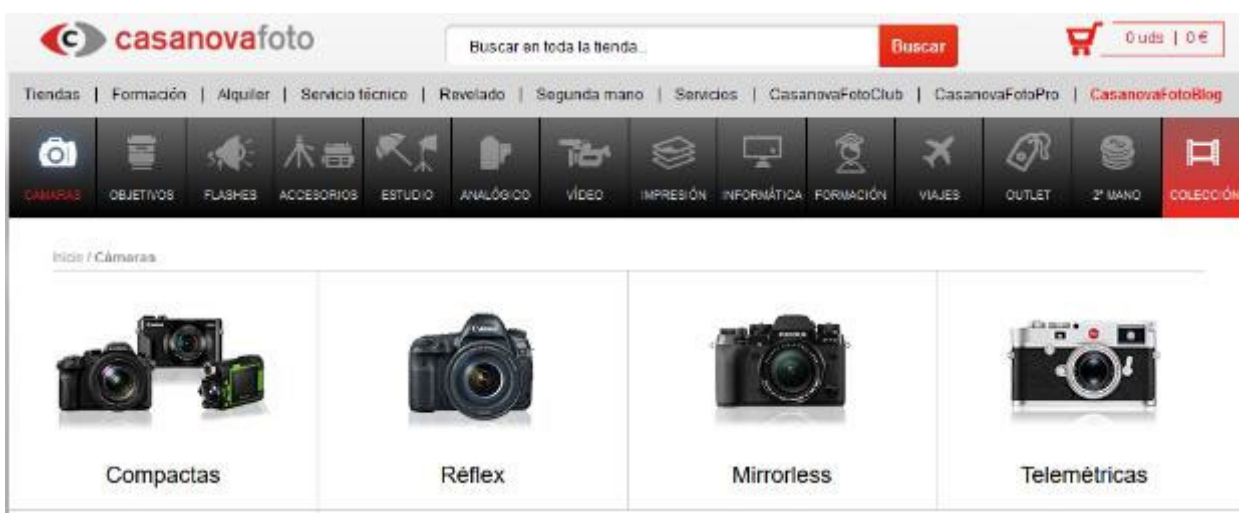 casanovafoto
Buscar en toda la tienda...
Buscar
0 uds | 0 €
Tiendas | Formación | Alquiler | Servicio técnico | Revelado | Segunda mano | Servicios | CasanovaFotoClub | CasanovaFotoPro | CasanovaFotoBlog
CÁMARAS OBJETIVOS FLASHES ACCESORIOS ESTUDIO ANALÓGICO VÍDEO IMPRESIÓN INFORMÁTICA FORMACIÓN VIAJES OUTLET 2ª MANO COLECCIÓN
Inicio / Cámaras
Compactas Réflex Mirrorless Telemétricas